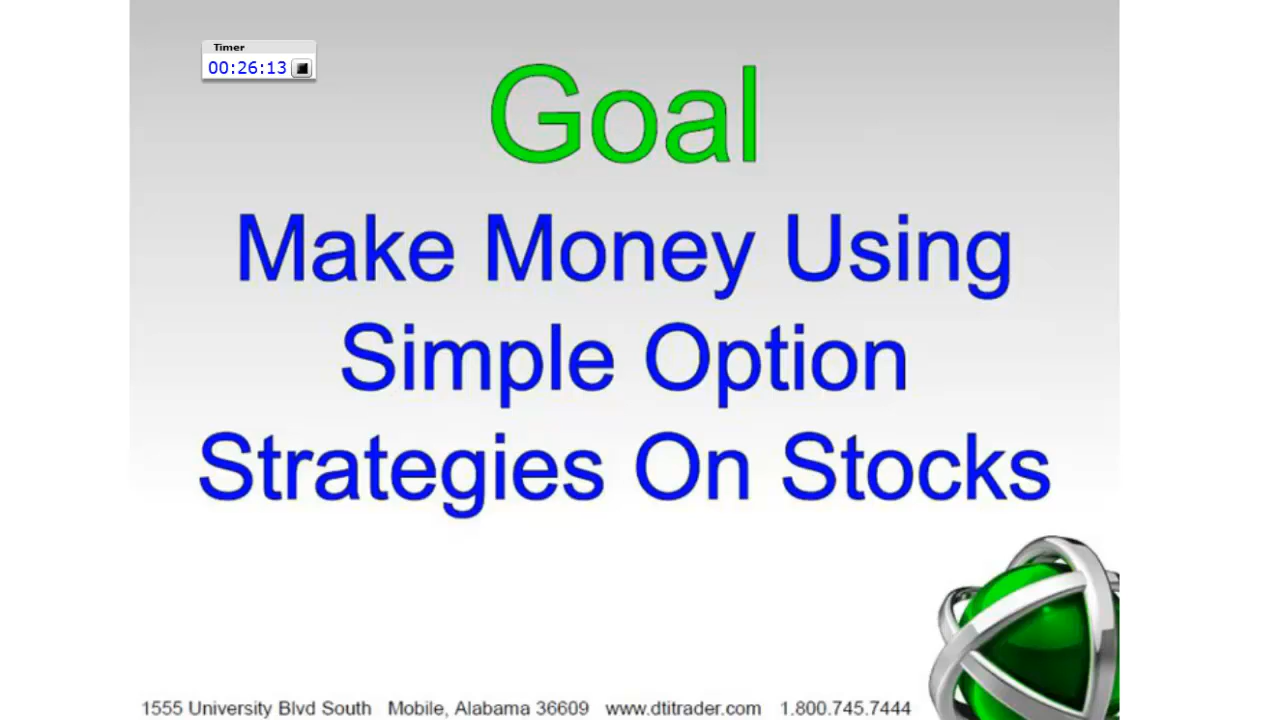 Timer
00:26:13
Goal
Make Money Using
Simple Option
Strategies On Stocks
1555 University Blvd South Mobile, Alabama 36609 www.dtitrader.com 1.800.745.7444